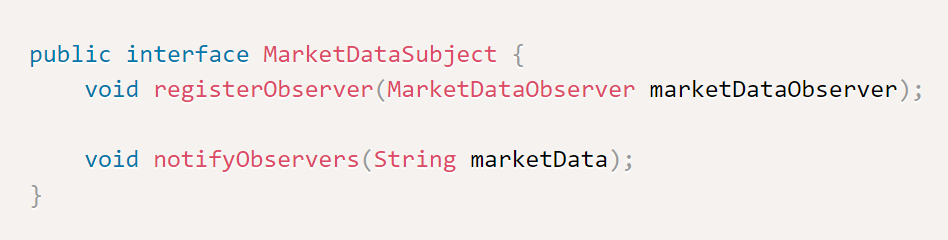 public interface MarketDataSubject {
    void registerObserver(MarketDataObserver marketDataObserver);

    void notifyObservers(String marketData);
}